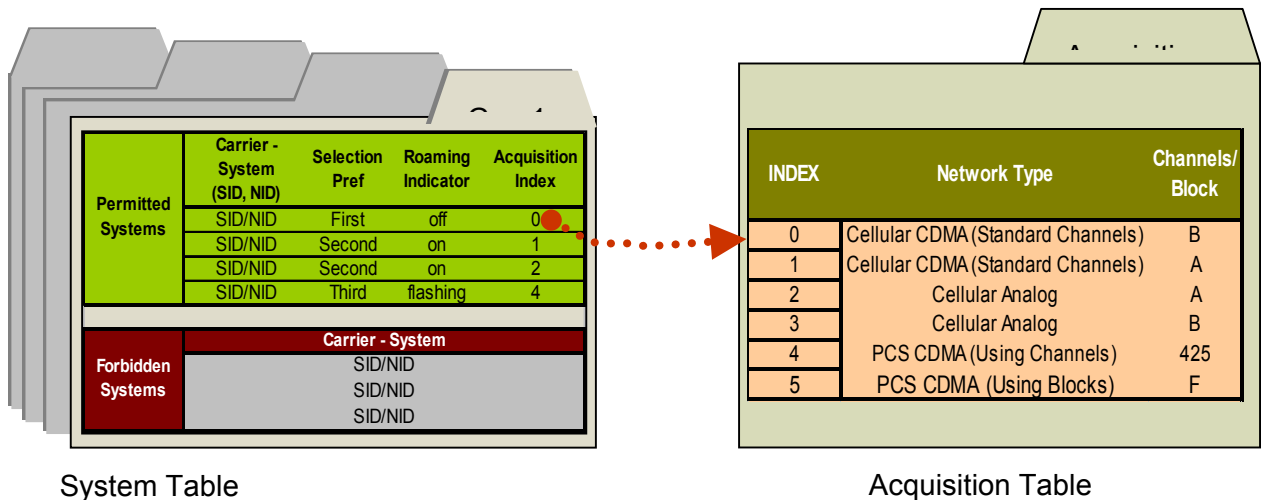 Carrier - System (SID, NID) Selection Pref Roaming Indicator Acquisition Index
Permitted Systems
SID/NID First off 0
SID/NID Second on 1
SID/NID Second on 2
SID/NID Third flashing 4
Carrier - System
Forbidden Systems
SID/NID
SID/NID
SID/NID
System Table
INDEX Network Type Channels/ Block
0 Cellular CDMA (Standard Channels) B
1 Cellular CDMA (Standard Channels) A
2 Cellular Analog A
3 Cellular Analog B
4 PCS CDMA (Using Channels) 425
5 PCS CDMA (Using Blocks) F
Acquisition Table